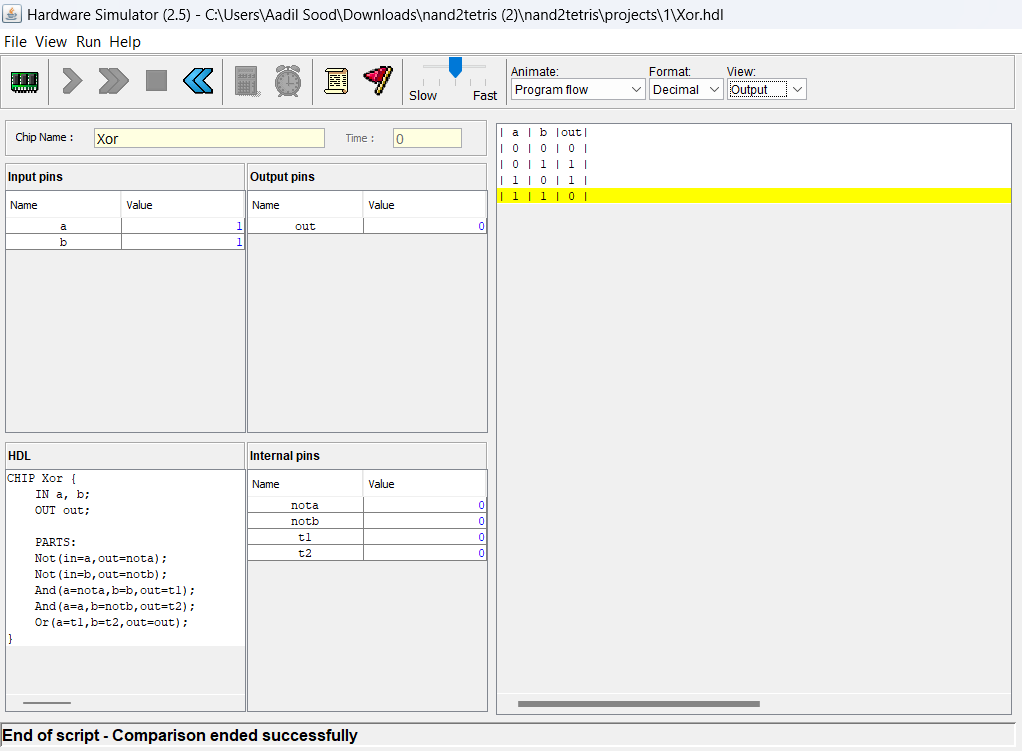 Hardware Simulator (2.5) - C:\Users\Aadil Sood\Downloads\nand2tetris (2)\nand2tetris\projects\1\Xor.hdl
File View Run Help
Slow Fast
Animate: Format: View:
Program flow Decimal Output
Chip Name : Xor Time : 0
Input pins
Name Value
a 1
b 1
Output pins
Name Value
out 0
| a | b |out|
| 0 | 0 | 0 |
| 0 | 1 | 1 |
| 1 | 0 | 1 |
| 1 | 1 | 0 |
HDL
CHIP Xor {
    IN a, b;
    OUT out;

    PARTS:
    Not(in=a,out=nota);
    Not(in=b,out=notb);
    And(a=nota,b=b,out=t1);
    And(a=a,b=notb,out=t2);
    Or(a=t1,b=t2,out=out);
}
Internal pins
Name Value
nota 0
notb 0
t1 0
t2 0
End of script - Comparison ended successfully